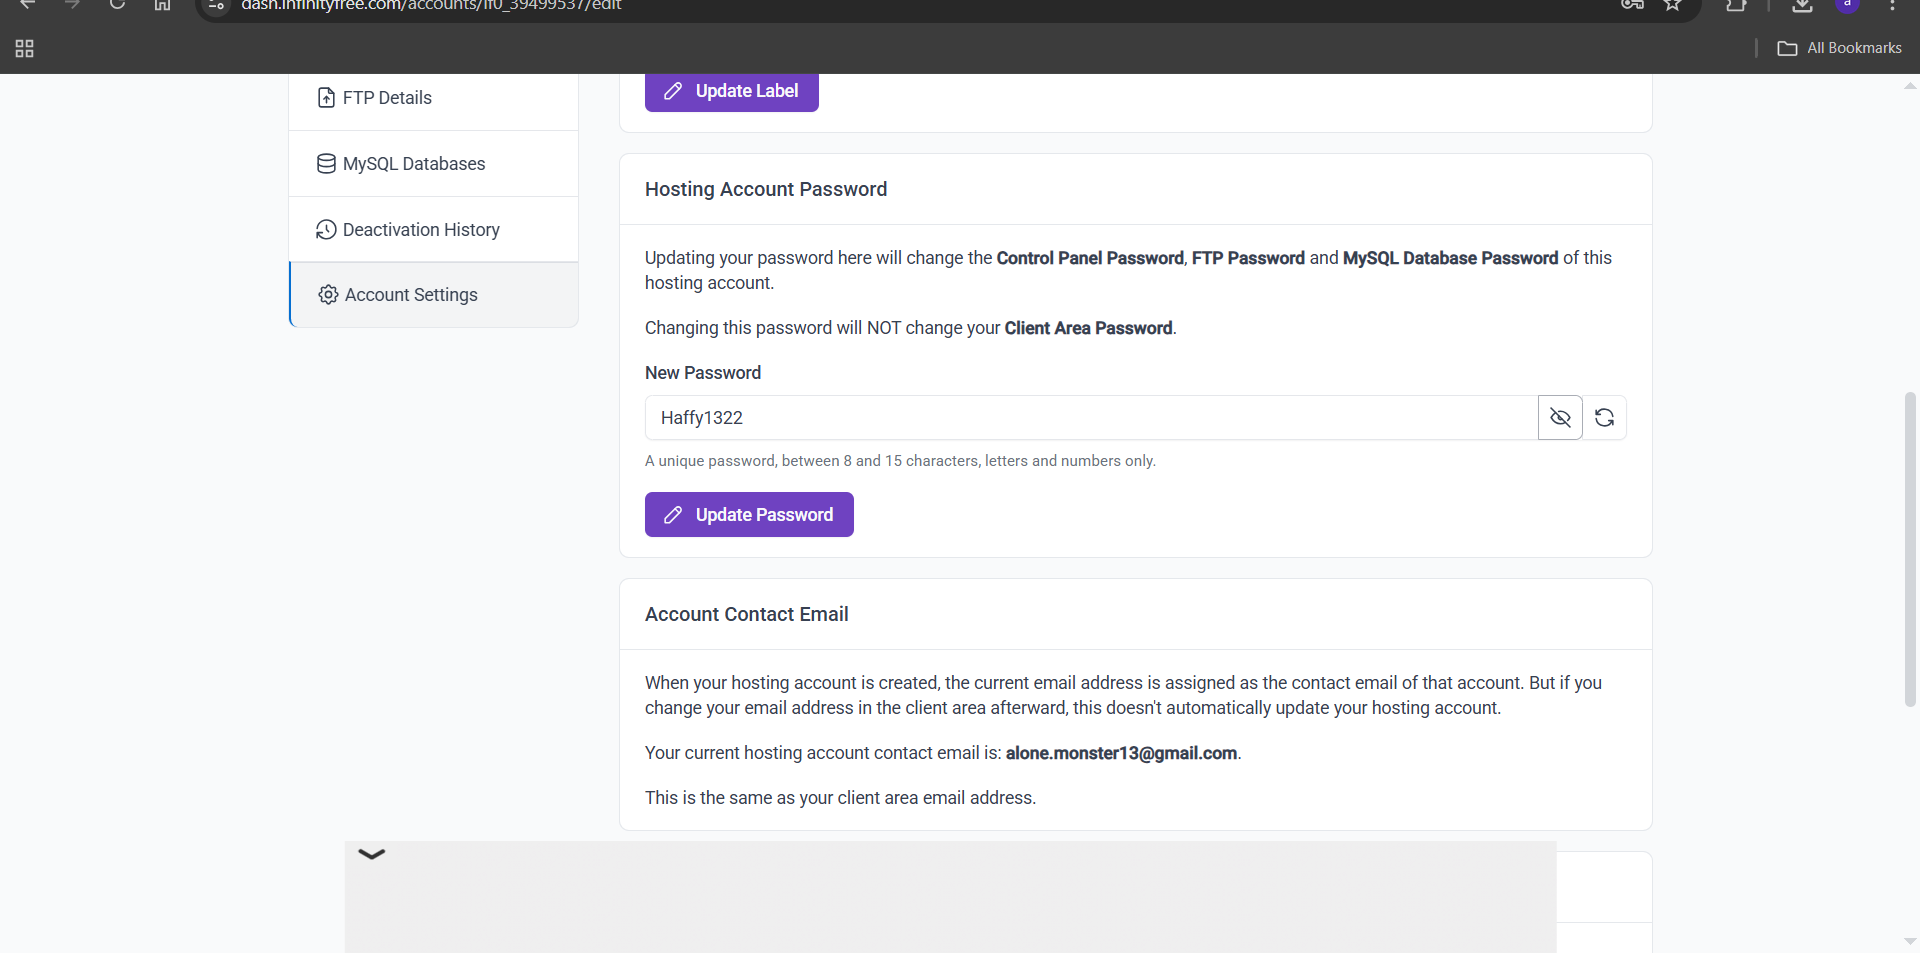 dash.infinityfree.com/accounts/if0_39499537/edit
a
All Bookmarks
FTP Details
MySQL Databases
Deactivation History
Account Settings
Update Label
Hosting Account Password
Updating your password here will change the Control Panel Password, FTP Password and MySQL Database Password of this
hosting account.
Changing this password will NOT change your Client Area Password.
New Password
Haffy1322
A unique password, between 8 and 15 characters, letters and numbers only.
Update Password
Account Contact Email
When your hosting account is created, the current email address is assigned as the contact email of that account. But if you
change your email address in the client area afterward, this doesn't automatically update your hosting account.
Your current hosting account contact email is: alone.monster13@gmail.com.
This is the same as your client area email address.